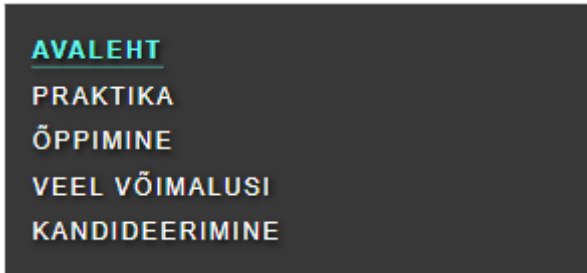 AVALEHT
PRAKTIKA
ÕPPIMINE
VEEL VÕIMALUSI
KANDIDEERIMINE